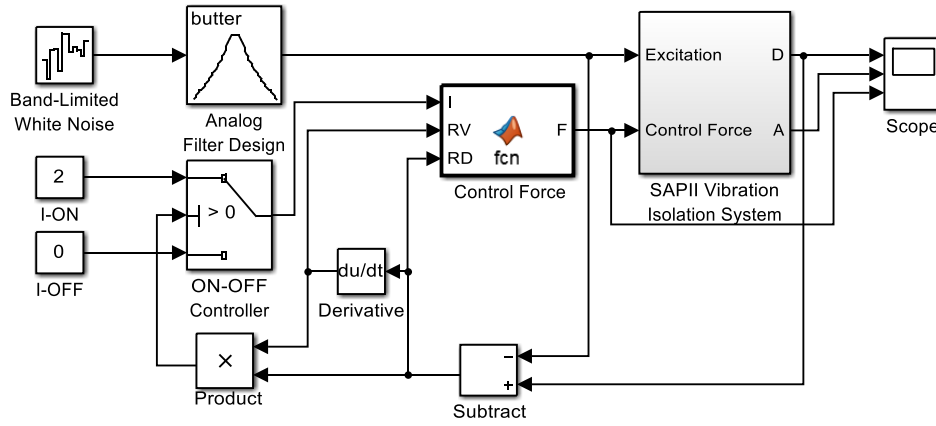 butter
Band-Limited
White Noise
Analog
Filter Design
2
I-ON
> 0
0
I-OFF
ON-OFF
Controller
I
RV
RD
F
fcn
Control Force
Excitation
D
Control Force
A
SAPII Vibration
Isolation System
Scope
du/dt
Derivative
×
Product
−
+
Subtract